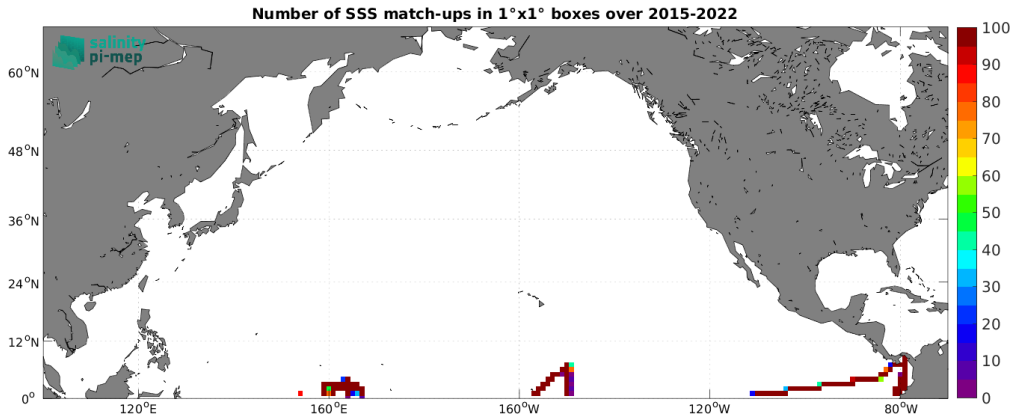 Number of SSS match-ups in 1°x1° boxes over 2015-2022
salinity
pi-mep
60°N
48°N
36°N
24°N
12°N
0°
120°E
160°E
160°W
120°W
80°W
100
90
80
70
60
50
40
30
20
10
0